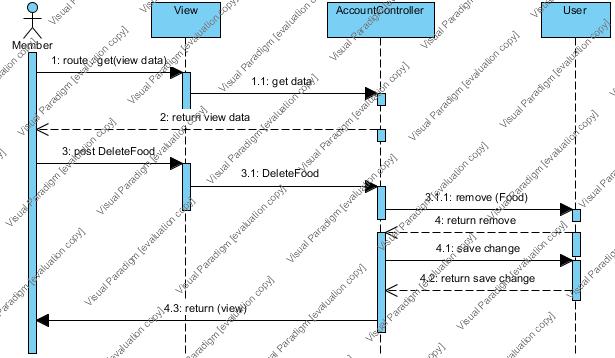 View
AccountController
User
Member
1: route : get(view data)
1.1: get data
2: return view data
3: post DeleteFood
3.1: DeleteFood
3.1.1: remove (Food)
4: return remove
4.1: save change
4.2: return save change
4.3: return (view)
Visual Paradigm [evaluation copy]